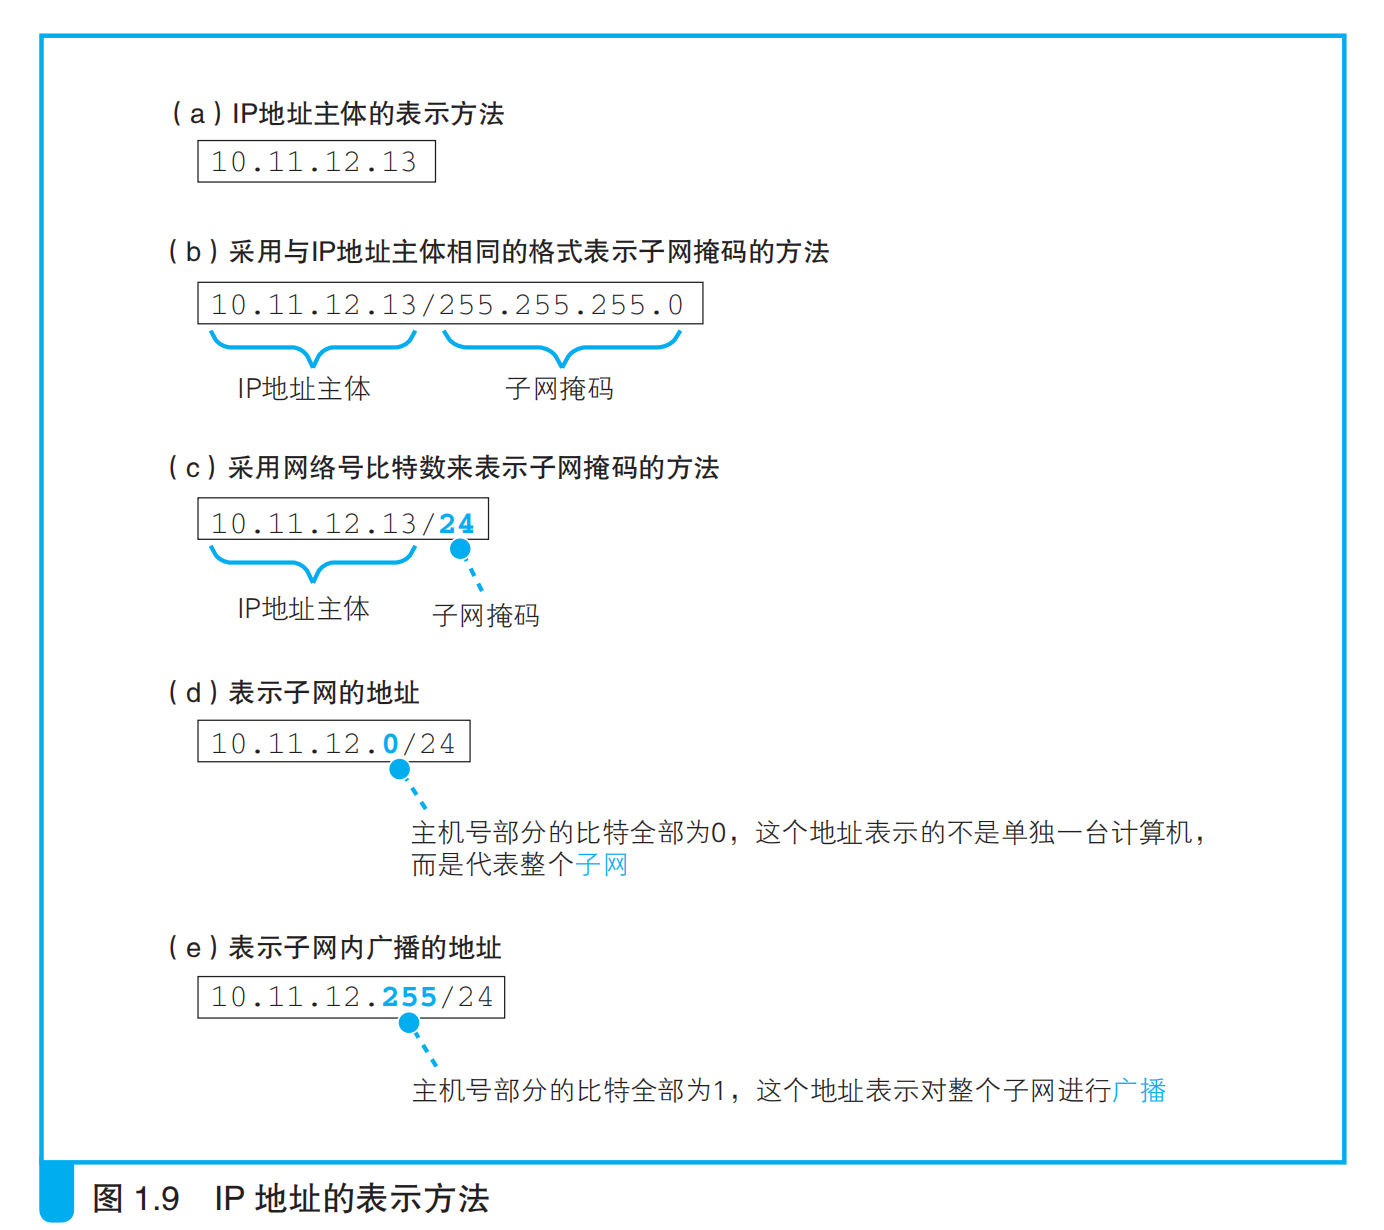 （a）IP地址主体的表示方法
10.11.12.13
（b）采用与IP地址主体相同的格式表示子网掩码的方法
10.11.12.13/255.255.255.0
IP地址主体 子网掩码
（c）采用网络号比特数来表示子网掩码的方法
10.11.12.13/24
IP地址主体 子网掩码
（d）表示子网的地址
10.11.12.0/24
主机号部分的比特全部为0，这个地址表示的不是单独一台计算机，
而是代表整个子网
（e）表示子网内广播的地址
10.11.12.255/24
主机号部分的比特全部为1，这个地址表示对整个子网进行广播
图 1.9 IP 地址的表示方法